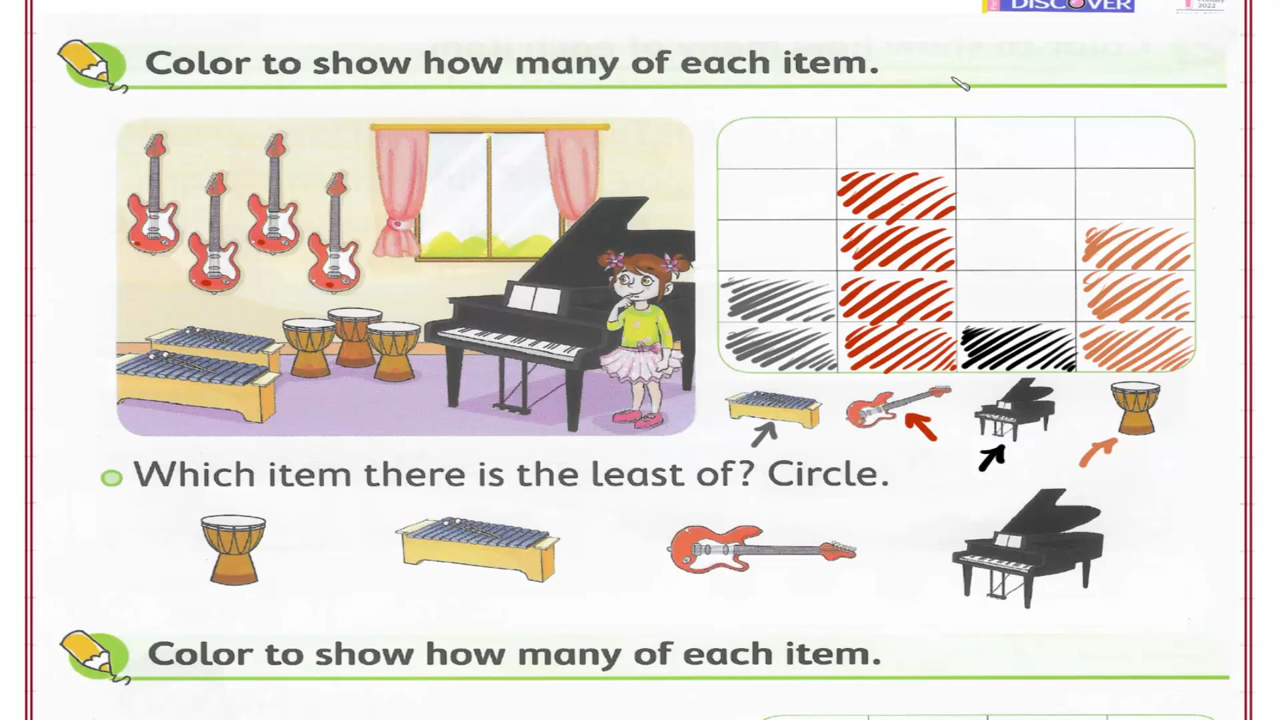 DISCOVER
2022
Color to show how many of each item.
Which item there is the least of? Circle.
Color to show how many of each item.